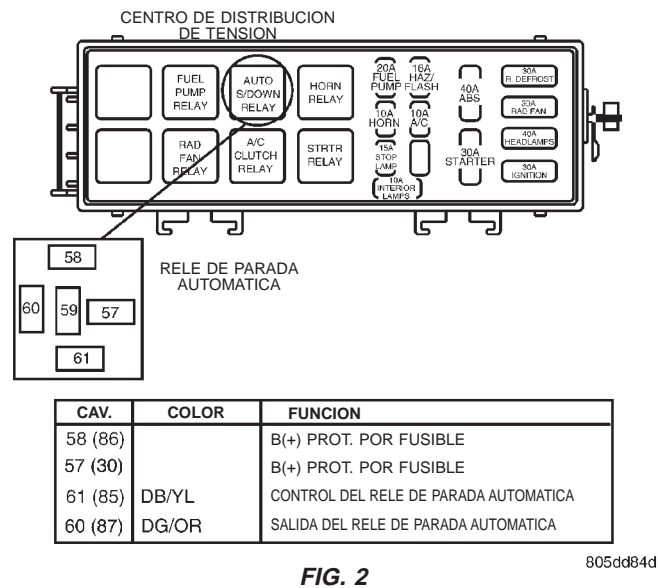 CENTRO DE DISTRIBUCION
DE TENSION
FUEL
PUMP
RELAY
AUTO
S/DOWN
RELAY
HORN
RELAY
20A
FUEL
PUMP
16A
HAZ/
FLASH
40A
ABS
30A
R. DEFROST
10A
HORN
10A
A/C
30A
RAD FAN
RAD
FAN
RELAY
A/C
CLUTCH
RELAY
STRTR
RELAY
15A
STOP
LAMP
30A
STARTER
40A
HEADLAMPS
10A
INTERIOR
LAMPS
30A
IGNITION
RELE DE PARADA
AUTOMATICA
58
60 59 57
61
CAV. COLOR FUNCION
58 (86) B(+) PROT. POR FUSIBLE
57 (30) B(+) PROT. POR FUSIBLE
61 (85) DB/YL CONTROL DEL RELE DE PARADA AUTOMATICA
60 (87) DG/OR SALIDA DEL RELE DE PARADA AUTOMATICA
805dd84d
FIG. 2